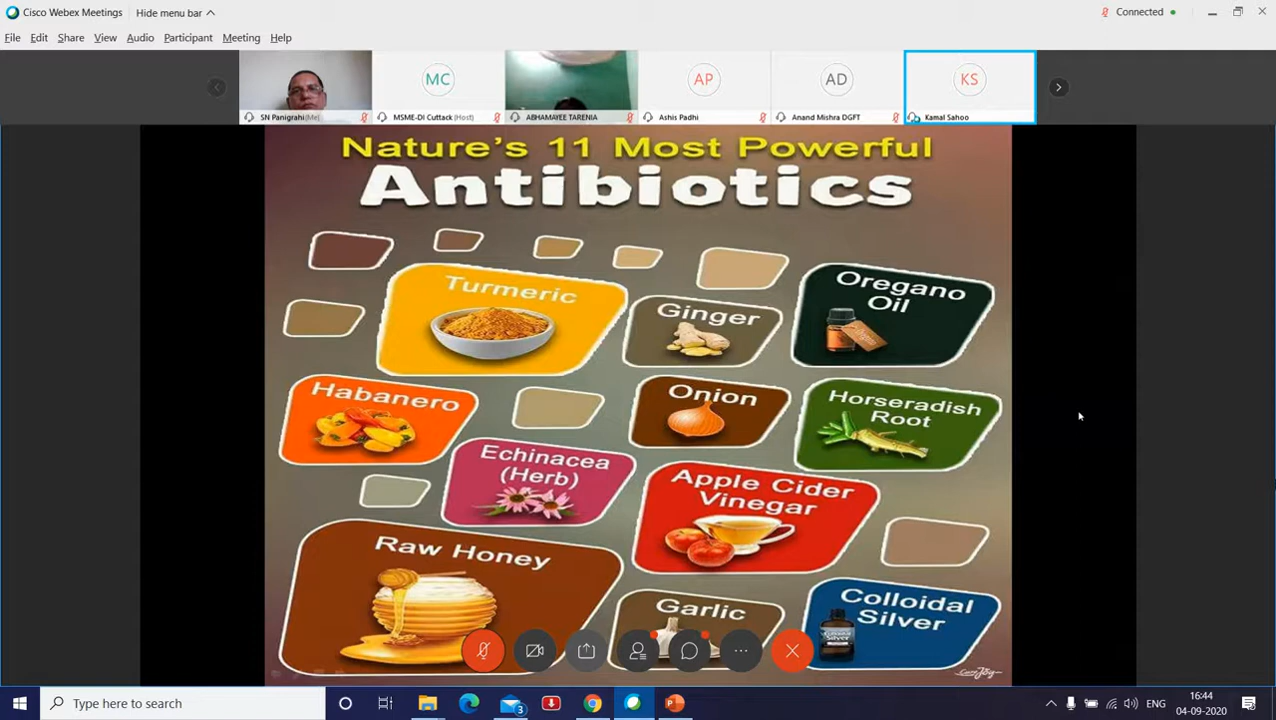 Cisco Webex Meetings
Hide menu bar
Connected
File Edit Share View Audio Participant Meeting Help
MC
AP
AD
KS
SN Panigrahi (Me)
MSME-DI Cuttack (Host)
ABHAMAYEE TARENIA
Ashis Padhi
Anand Mishra DGFT
Kamal Sahoo
Nature's 11 Most Powerful
Antibiotics
Turmeric
Ginger
Oregano
Oil
Habanero
Onion
Horseradish
Root
Echinacea
(Herb)
Apple Cider
Vinegar
Raw Honey
Garlic
Colloidal
Silver
Type here to search
3
ENG
16:44
04-09-2020